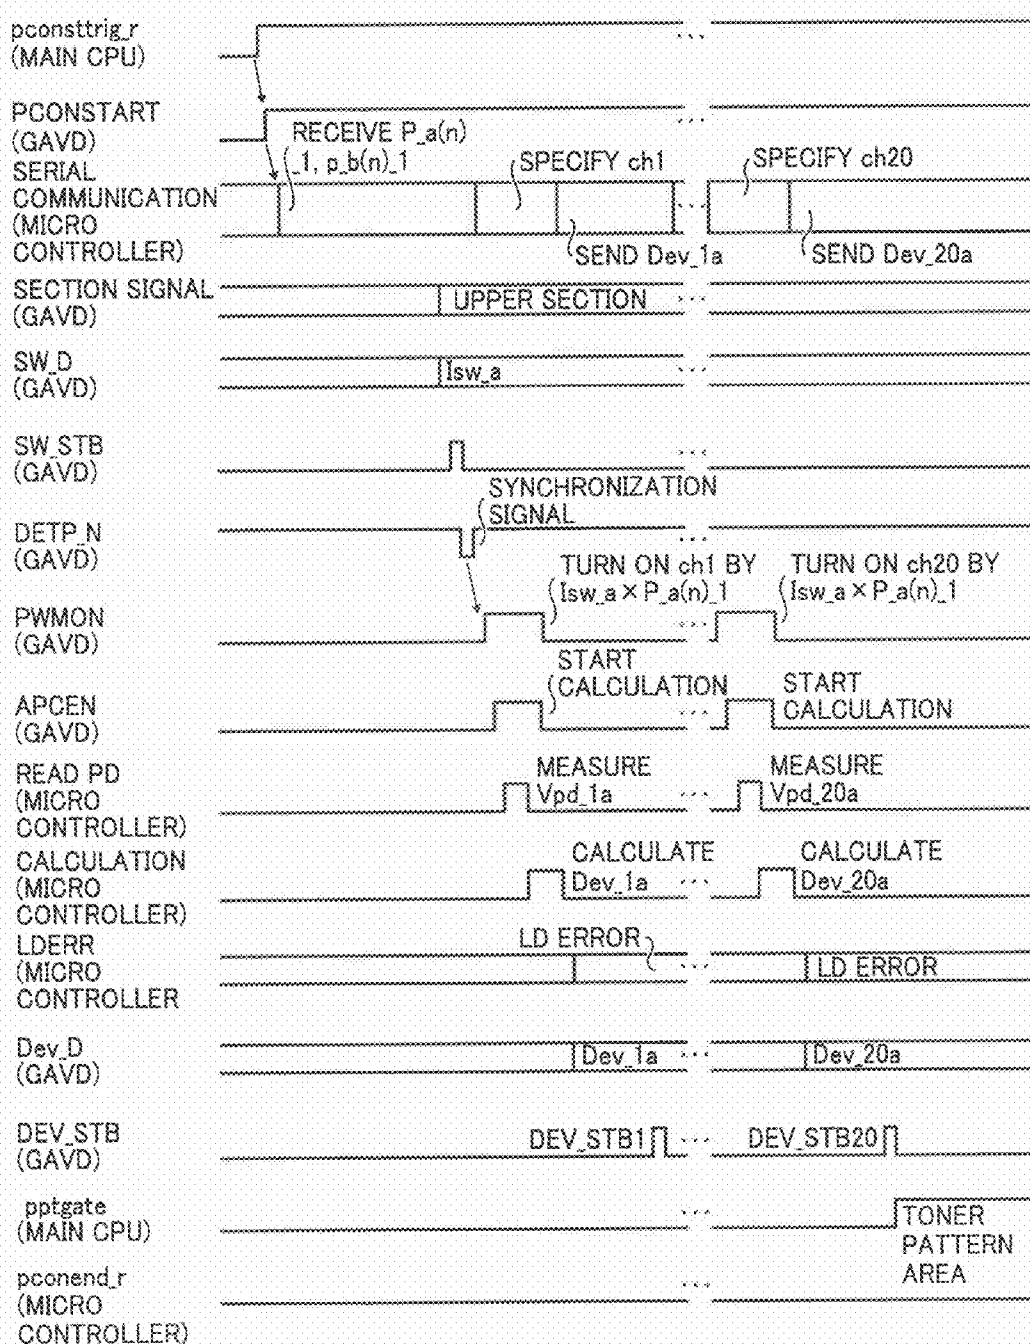 pconsttrig_r
(MAIN CPU)
PCONSTART
(GAVD)
RECEIVE P_a(n)
_1, p_b(n)_1
SERIAL
COMMUNICATION
(MICRO
CONTROLLER)
SPECIFY ch1
SPECIFY ch20
SEND Dev_1a
SEND Dev_20a
SECTION SIGNAL
(GAVD)
UPPER SECTION
SW_D
(GAVD)
Isw_a
SW_STB
(GAVD)
SYNCHRONIZATION
SIGNAL
DETP_N
(GAVD)
TURN ON ch1 BY
Isw_a×P_a(n)_1
TURN ON ch20 BY
Isw_a×P_a(n)_1
PWMON
(GAVD)
START
CALCULATION
START
CALCULATION
APCEN
(GAVD)
READ PD
(MICRO
CONTROLLER)
MEASURE
Vpd_1a
MEASURE
Vpd_20a
CALCULATION
(MICRO
CONTROLLER)
CALCULATE
Dev_1a
CALCULATE
Dev_20a
LDERR
(MICRO
CONTROLLER
LD ERROR
LD ERROR
Dev_D
(GAVD)
Dev_1a
Dev_20a
DEV_STB
(GAVD)
DEV_STB1
DEV_STB20
pptgate
(MAIN CPU)
TONER
PATTERN
AREA
pconend_r
(MICRO
CONTROLLER)